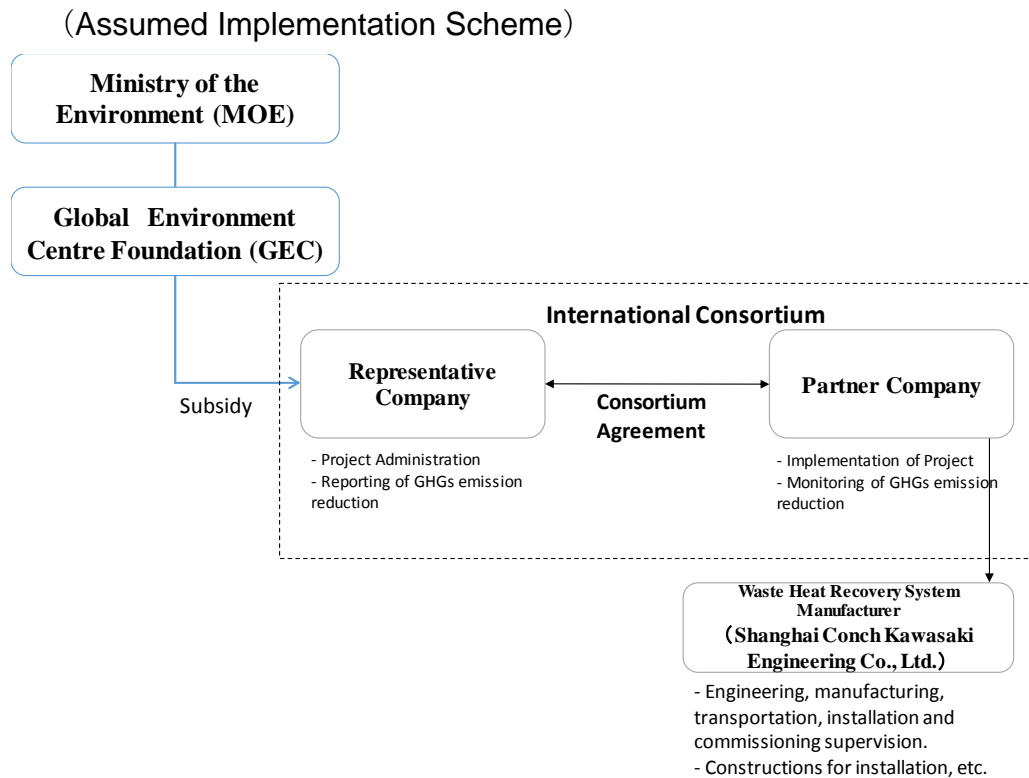 （Assumed Implementation Scheme）
Ministry of the
Environment (MOE)
Global Environment
Centre Foundation (GEC)
Subsidy
International Consortium
Representative
Company
Consortium
Agreement
Partner Company
- Project Administration
- Reporting of GHGs emission
reduction
- Implementation of Project
- Monitoring of GHGs emission
reduction
Waste Heat Recovery System
Manufacturer
（Shanghai Conch Kawasaki
Engineering Co., Ltd.）
- Engineering, manufacturing,
transportation, installation and
commissioning supervision.
- Constructions for installation, etc.